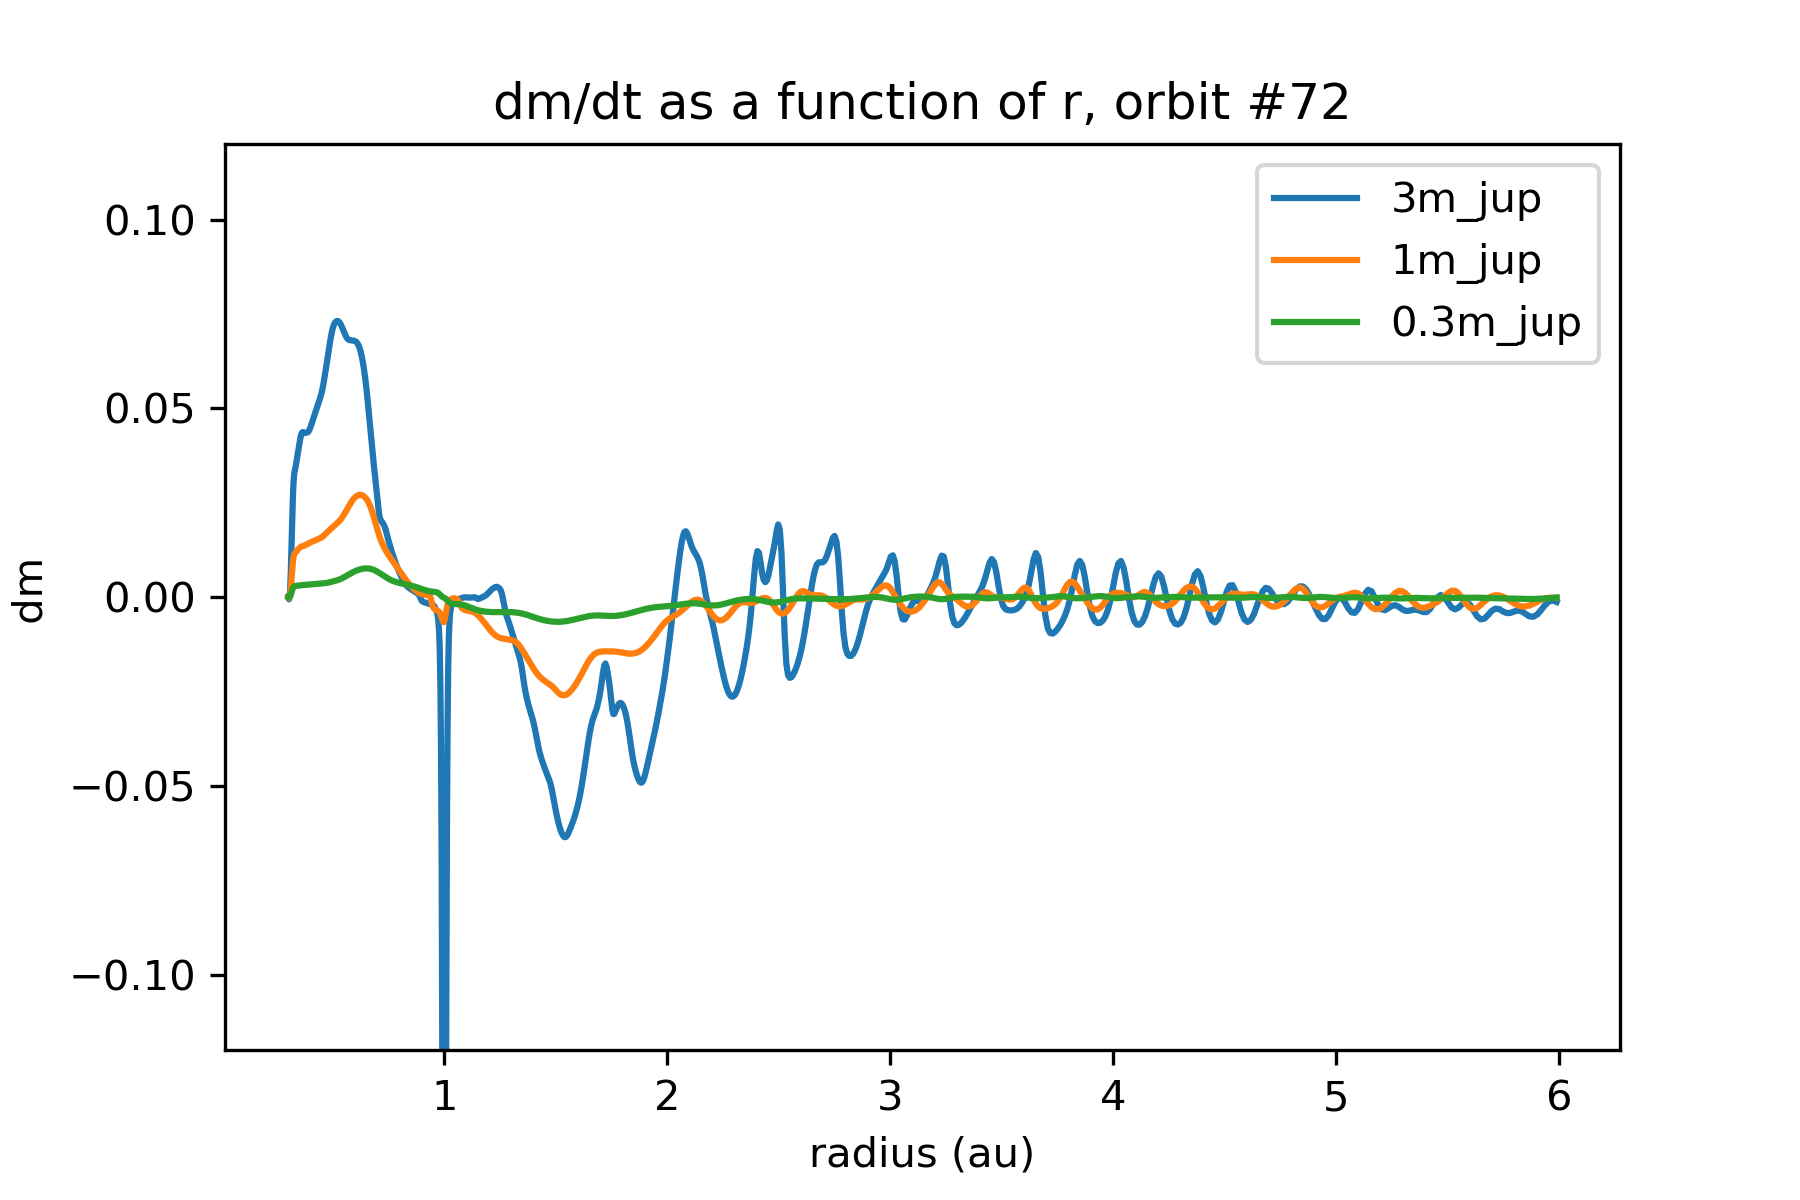 dm/dt as a function of r, orbit #72
3m_jup
1m_jup
0.3m_jup
0.10
0.05
0.00
−0.05
−0.10
dm
1 2 3 4 5 6
radius (au)